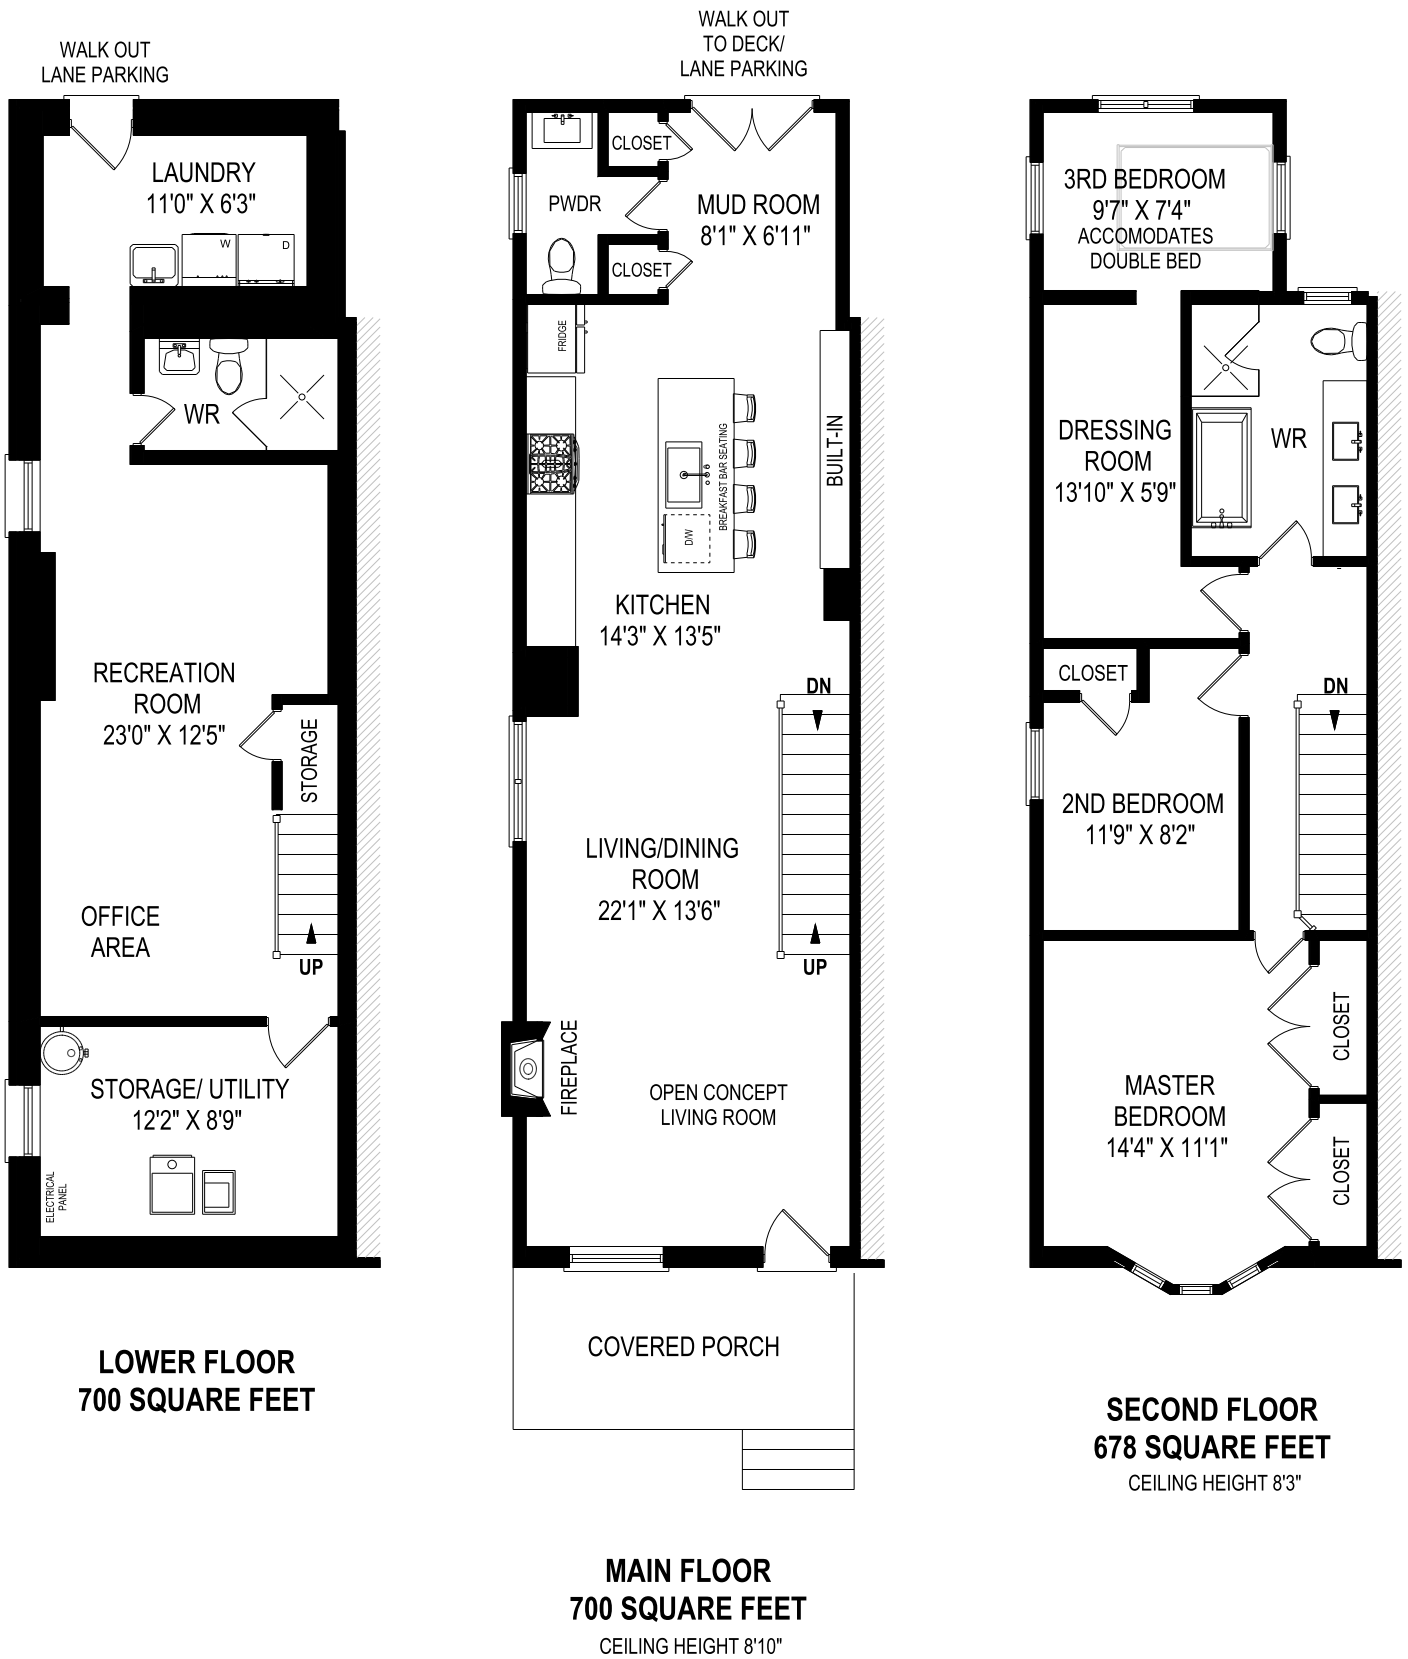 WALK OUT
LANE PARKING
LAUNDRY
11'0" X 6'3"
W
D
WR
RECREATION
ROOM
23'0" X 12'5"
STORAGE
OFFICE
AREA
UP
STORAGE/ UTILITY
12'2" X 8'9"
ELECTRICAL
PANEL
LOWER FLOOR
700 SQUARE FEET
WALK OUT
TO DECK/
LANE PARKING
CLOSET
PWDR
MUD ROOM
8'1" X 6'11"
CLOSET
FRIDGE
BREAKFAST BAR SEATING
D/W
BUILT-IN
KITCHEN
14'3" X 13'5"
DN
LIVING/DINING
ROOM
22'1" X 13'6"
UP
FIREPLACE
OPEN CONCEPT
LIVING ROOM
COVERED PORCH
MAIN FLOOR
700 SQUARE FEET
CEILING HEIGHT 8'10"
3RD BEDROOM
9'7" X 7'4"
ACCOMODATES
DOUBLE BED
DRESSING
ROOM
13'10" X 5'9"
WR
CLOSET
DN
2ND BEDROOM
11'9" X 8'2"
MASTER
BEDROOM
14'4" X 11'1"
CLOSET
CLOSET
SECOND FLOOR
678 SQUARE FEET
CEILING HEIGHT 8'3"